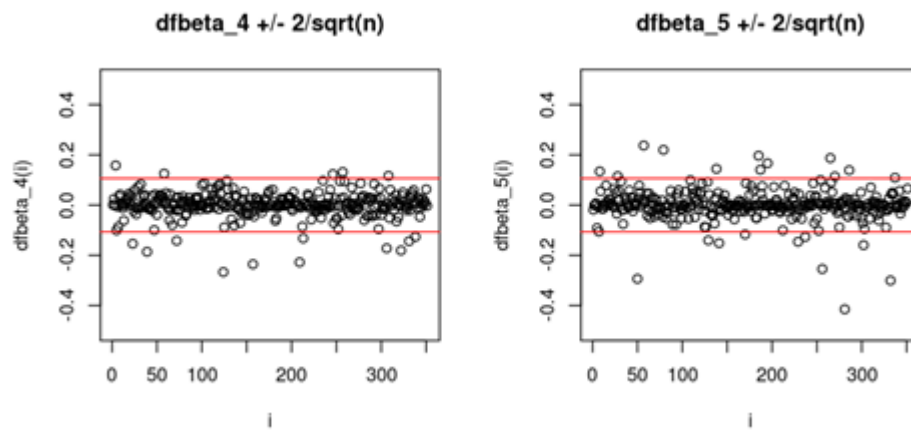 dfbeta_4 +/- 2/sqrt(n)
dfbeta_4(i)
0.4
0.2
0.0
-0.2
-0.4
0 50 100 200 300
i
dfbeta_5 +/- 2/sqrt(n)
dfbeta_5(i)
0.4
0.2
0.0
-0.2
-0.4
0 50 100 200 300
i